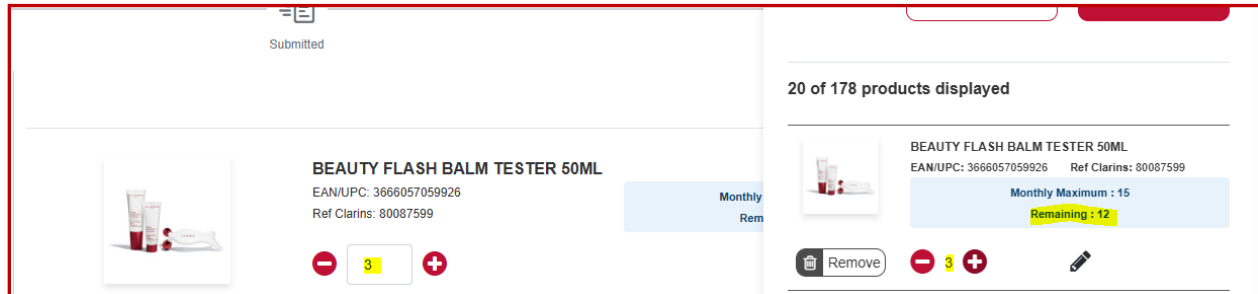 Submitted
BEAUTY FLASH BALM TESTER 50ML
EAN/UPC: 3666057059926
Ref Clarins: 80087599
Monthly
Rem
3
20 of 178 products displayed
BEAUTY FLASH BALM TESTER 50ML
EAN/UPC: 3666057059926 Ref Clarins: 80087599
Monthly Maximum : 15
Remaining : 12
Remove 3